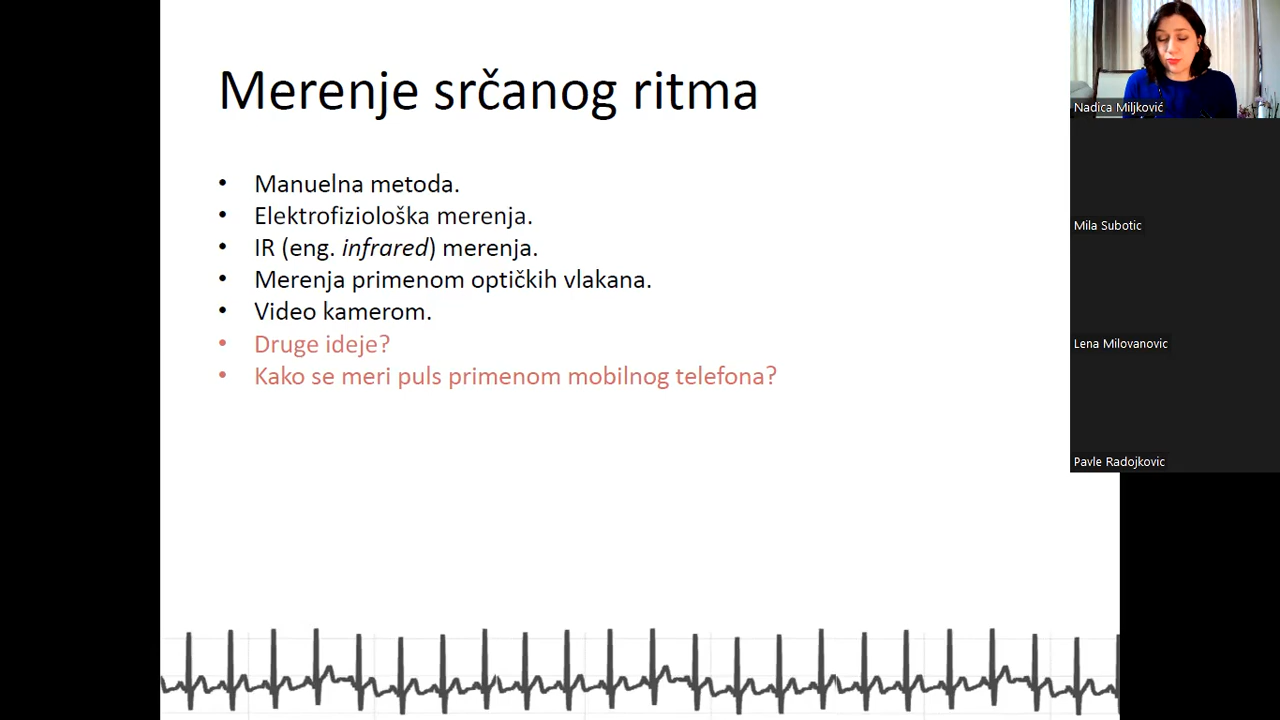 Merenje srčanog ritma
• Manuelna metoda.
• Elektrofiziološka merenja.
• IR (eng. infrared) merenja.
• Merenja primenom optičkih vlakana.
• Video kamerom.
• Druge ideje?
• Kako se meri puls primenom mobilnog telefona?
Nadica Miljković
Mila Subotic
Lena Milovanovic
Pavle Radojkovic